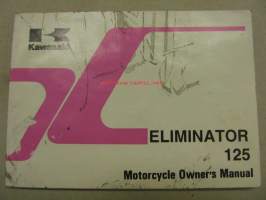 Kawasaki
ELIMINATOR
125
Motorcycle Owner's Manual